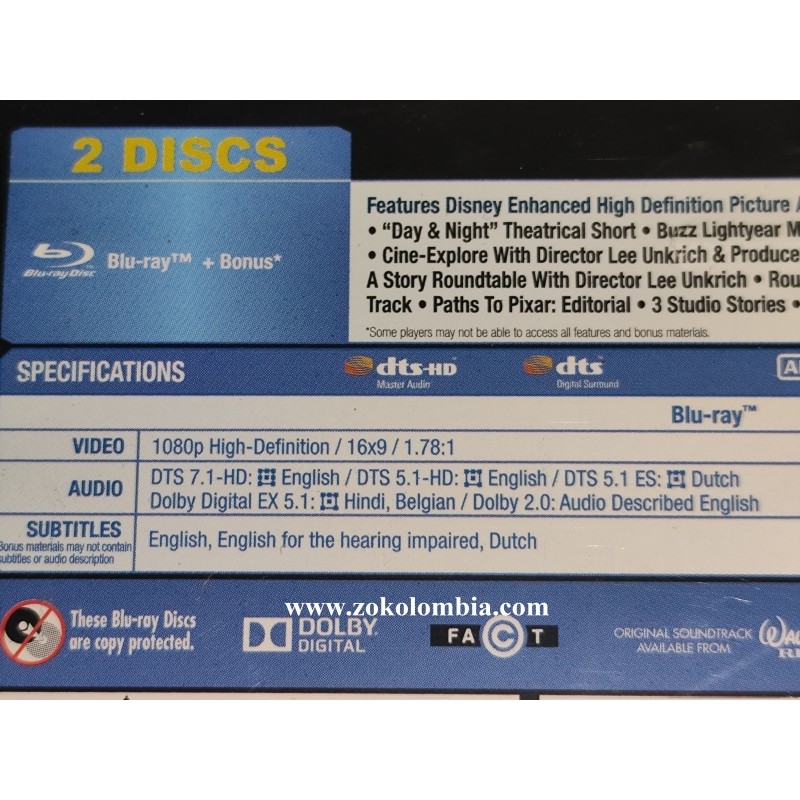 2 DISCS
Blu-ray Disc
Blu-ray™ + Bonus*
Features Disney Enhanced High Definition Picture
• "Day & Night" Theatrical Short • Buzz Lightyear
• Cine-Explore With Director Lee Unkrich &
A Story Roundtable With Director Lee Unkrich •
Track • Paths To Pixar: Editorial • 3 Studio Stories •
*Some players may not be able to access all features and bonus materials.
SPECIFICATIONS
dts-HD™
Master Audio
dts™
Digital Surround
Blu-ray™
VIDEO
1080p High-Definition / 16x9 / 1.78:1
AUDIO
DTS 7.1-HD: English / DTS 5.1-HD: English / DTS 5.1 ES: Dutch
Dolby Digital EX 5.1: Hindi, Belgian / Dolby 2.0: Audio Described English
SUBTITLES
Bonus materials may not contain
subtitles or audio description
English, English for the hearing impaired, Dutch
www.zokolombia.com
These Blu-ray Discs
are copy protected.
DOLBY
DIGITAL
FACT
ORIGINAL SOUNDTRACK
AVAILABLE FROM